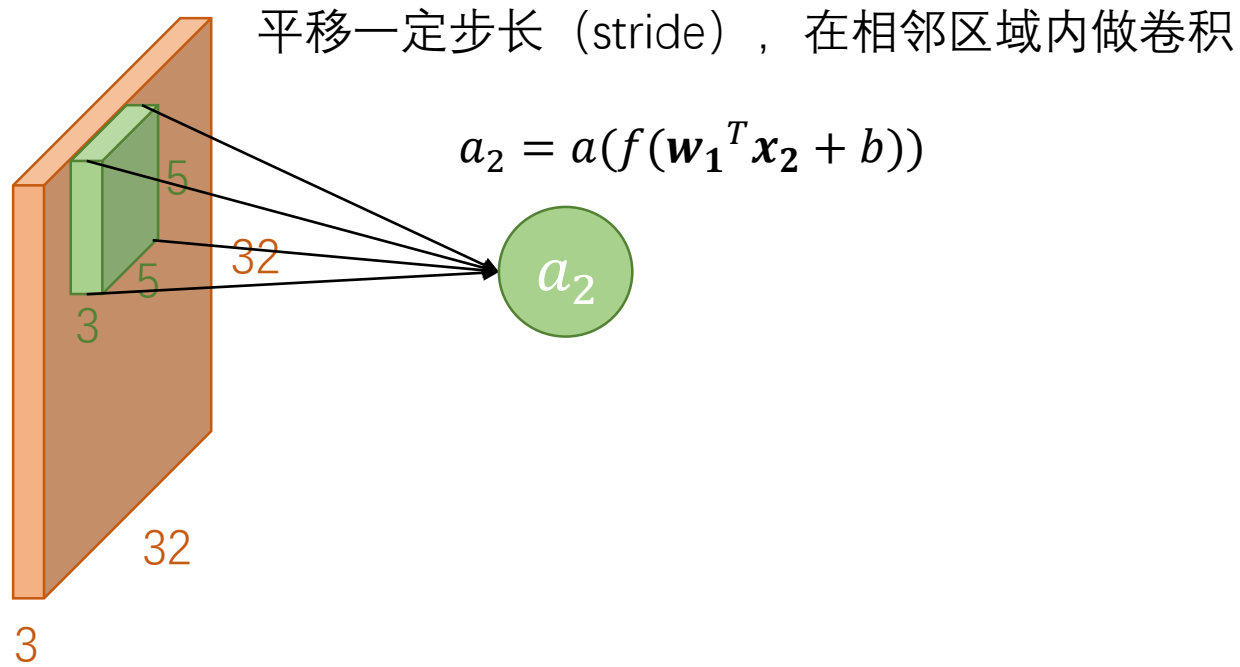 平移一定步长（stride），在相邻区域内做卷积
a₂ = a(f(w₁ᵀx₂ + b))
5
32
a₂
5
3
32
3